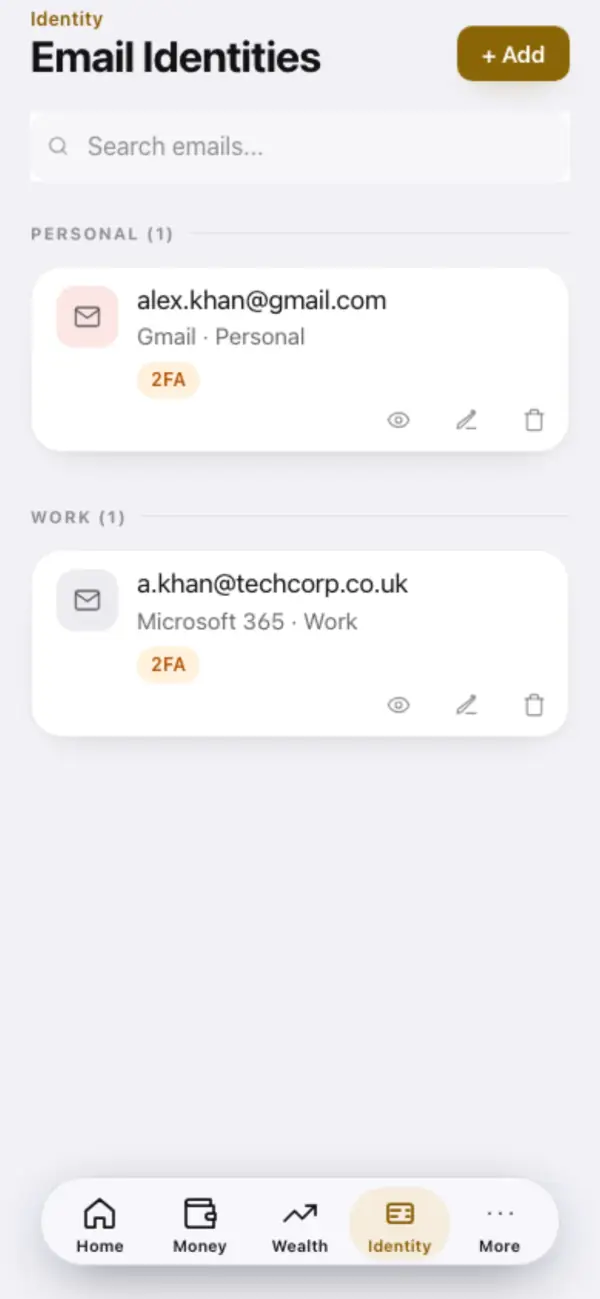 Identity
Email Identities
+ Add
Search emails...
PERSONAL (1)
alex.khan@gmail.com
Gmail · Personal
2FA
WORK (1)
a.khan@techcorp.co.uk
Microsoft 365 · Work
2FA
Home
Money
Wealth
Identity
More